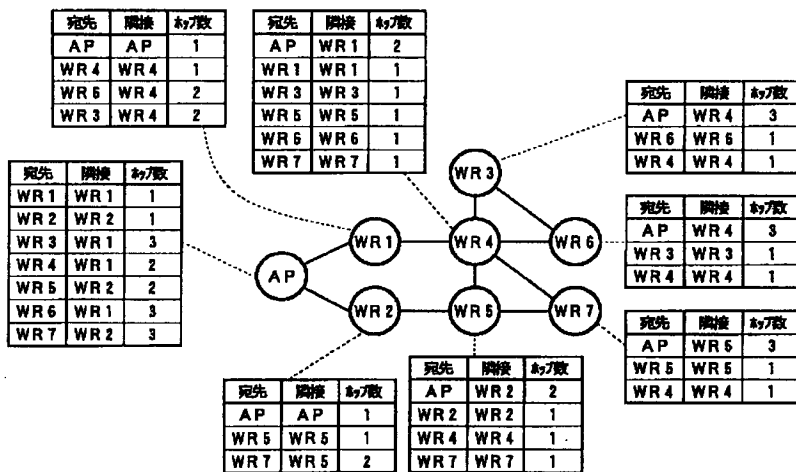 宛先 隣接 ホップ数
AP AP 1
WR4 WR4 1
WR6 WR4 2
WR3 WR4 2
宛先 隣接 ホップ数
AP WR1 2
WR1 WR1 1
WR3 WR3 1
WR5 WR5 1
WR6 WR6 1
WR7 WR7 1
宛先 隣接 ホップ数
AP WR4 3
WR6 WR6 1
WR4 WR4 1
宛先 隣接 ホップ数
WR1 WR1 1
WR2 WR2 1
WR3 WR1 3
WR4 WR1 2
WR5 WR2 2
WR6 WR1 3
WR7 WR2 3
WR3
WR1
WR4
WR6
AP
WR2
WR5
WR7
宛先 隣接 ホップ数
AP WR4 3
WR3 WR3 1
WR4 WR4 1
宛先 隣接 ホップ数
AP WR5 3
WR5 WR5 1
WR4 WR4 1
宛先 隣接 ホップ数
AP AP 1
WR5 WR5 1
WR7 WR5 2
宛先 隣接 ホップ数
AP WR2 2
WR2 WR2 1
WR4 WR4 1
WR7 WR7 1